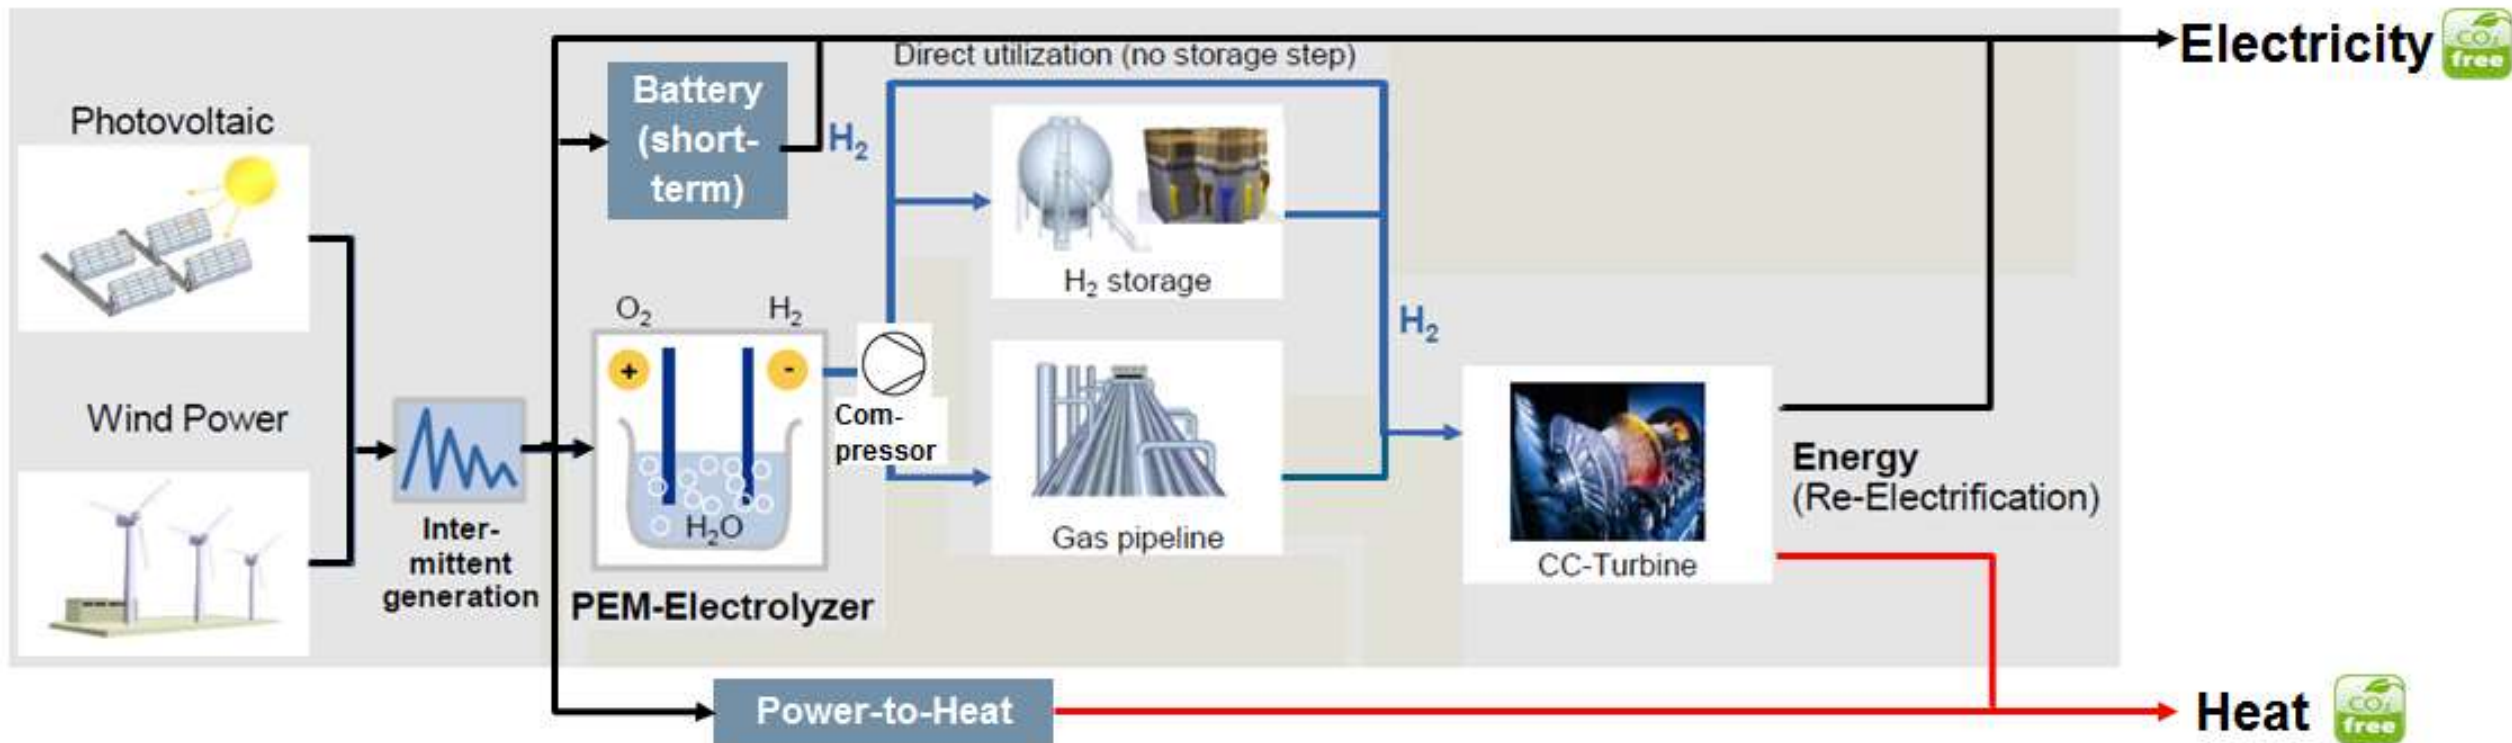 Electricity
CO₂
free
Direct utilization (no storage step)
Battery
(short-
term)
H₂
Photovoltaic
H₂ storage
O₂
H₂
H₂
+
-
Com-
pressor
Wind Power
H₂O
Gas pipeline
Energy
(Re-Electrification)
CC-Turbine
Inter-
mittent
generation
PEM-Electrolyzer
Power-to-Heat
Heat
CO₂
free